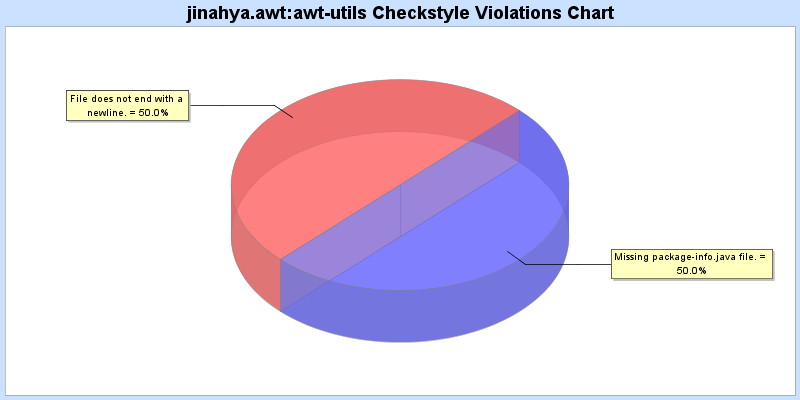 jinahya.awt:awt-utils Checkstyle Violations Chart
File does not end with a
newline. = 50.0%
Missing package-info.java file. =
50.0%